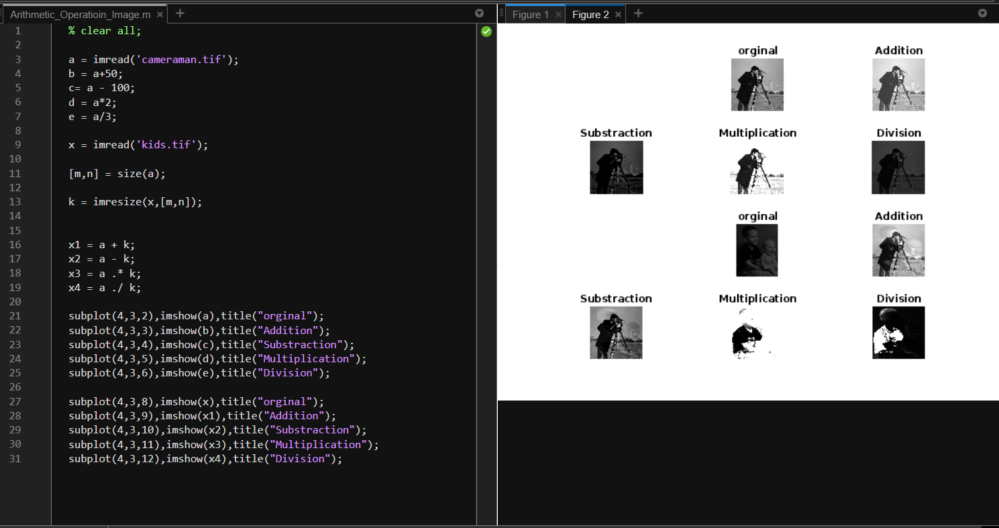 Arithmetic_Operatioin_Image.m
1 % clear all;
2
3 a = imread('cameraman.tif');
4 b = a+50;
5 c= a - 100;
6 d = a*2;
7 e = a/3;
8
9 x = imread('kids.tif');
10
11 [m,n] = size(a);
12
13 k = imresize(x,[m,n]);
14
15
16 x1 = a + k;
17 x2 = a - k;
18 x3 = a .* k;
19 x4 = a ./ k;
20
21 subplot(4,3,2),imshow(a),title("orginal");
22 subplot(4,3,3),imshow(b),title("Addition");
23 subplot(4,3,4),imshow(c),title("Substraction");
24 subplot(4,3,5),imshow(d),title("Multiplication");
25 subplot(4,3,6),imshow(e),title("Division");
26
27 subplot(4,3,8),imshow(x),title("orginal");
28 subplot(4,3,9),imshow(x1),title("Addition");
29 subplot(4,3,10),imshow(x2),title("Substraction");
30 subplot(4,3,11),imshow(x3),title("Multiplication");
31 subplot(4,3,12),imshow(x4),title("Division");
Figure 1 Figure 2
orginal Addition
Substraction Multiplication Division
orginal Addition
Substraction Multiplication Division